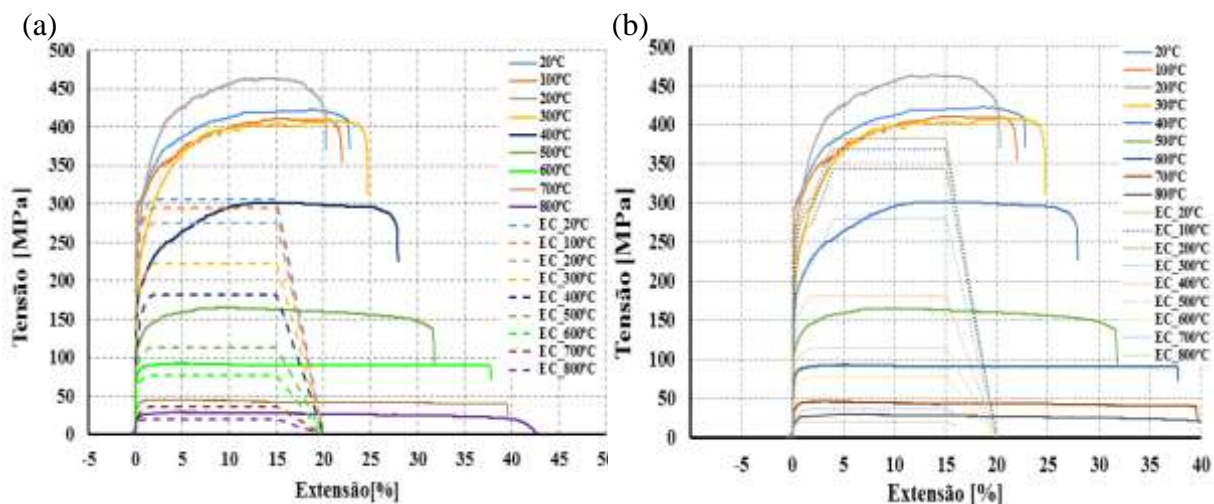 (a)
Tensão [MPa]
500
450
400
350
300
250
200
150
100
50
0
-5 0 5 10 15 20 25 30 35 40 45 50
Extensão[%]
20ºC
100ºC
200ºC
300ºC
400ºC
500ºC
600ºC
700ºC
800ºC
EC_20ºC
EC_100ºC
EC_200ºC
EC_300ºC
EC_400ºC
EC_500ºC
EC_600ºC
EC_700ºC
EC_800ºC
(b)
Tensão [MPa]
500
450
400
350
300
250
200
150
100
50
0
-5 0 5 10 15 20 25 30 35 40
Extensão [%]
20ºC
100ºC
200ºC
300ºC
400ºC
500ºC
600ºC
700ºC
800ºC
EC_20ºC
EC_100ºC
EC_200ºC
EC_300ºC
EC_400ºC
EC_500ºC
EC_600ºC
EC_700ºC
EC_800ºC